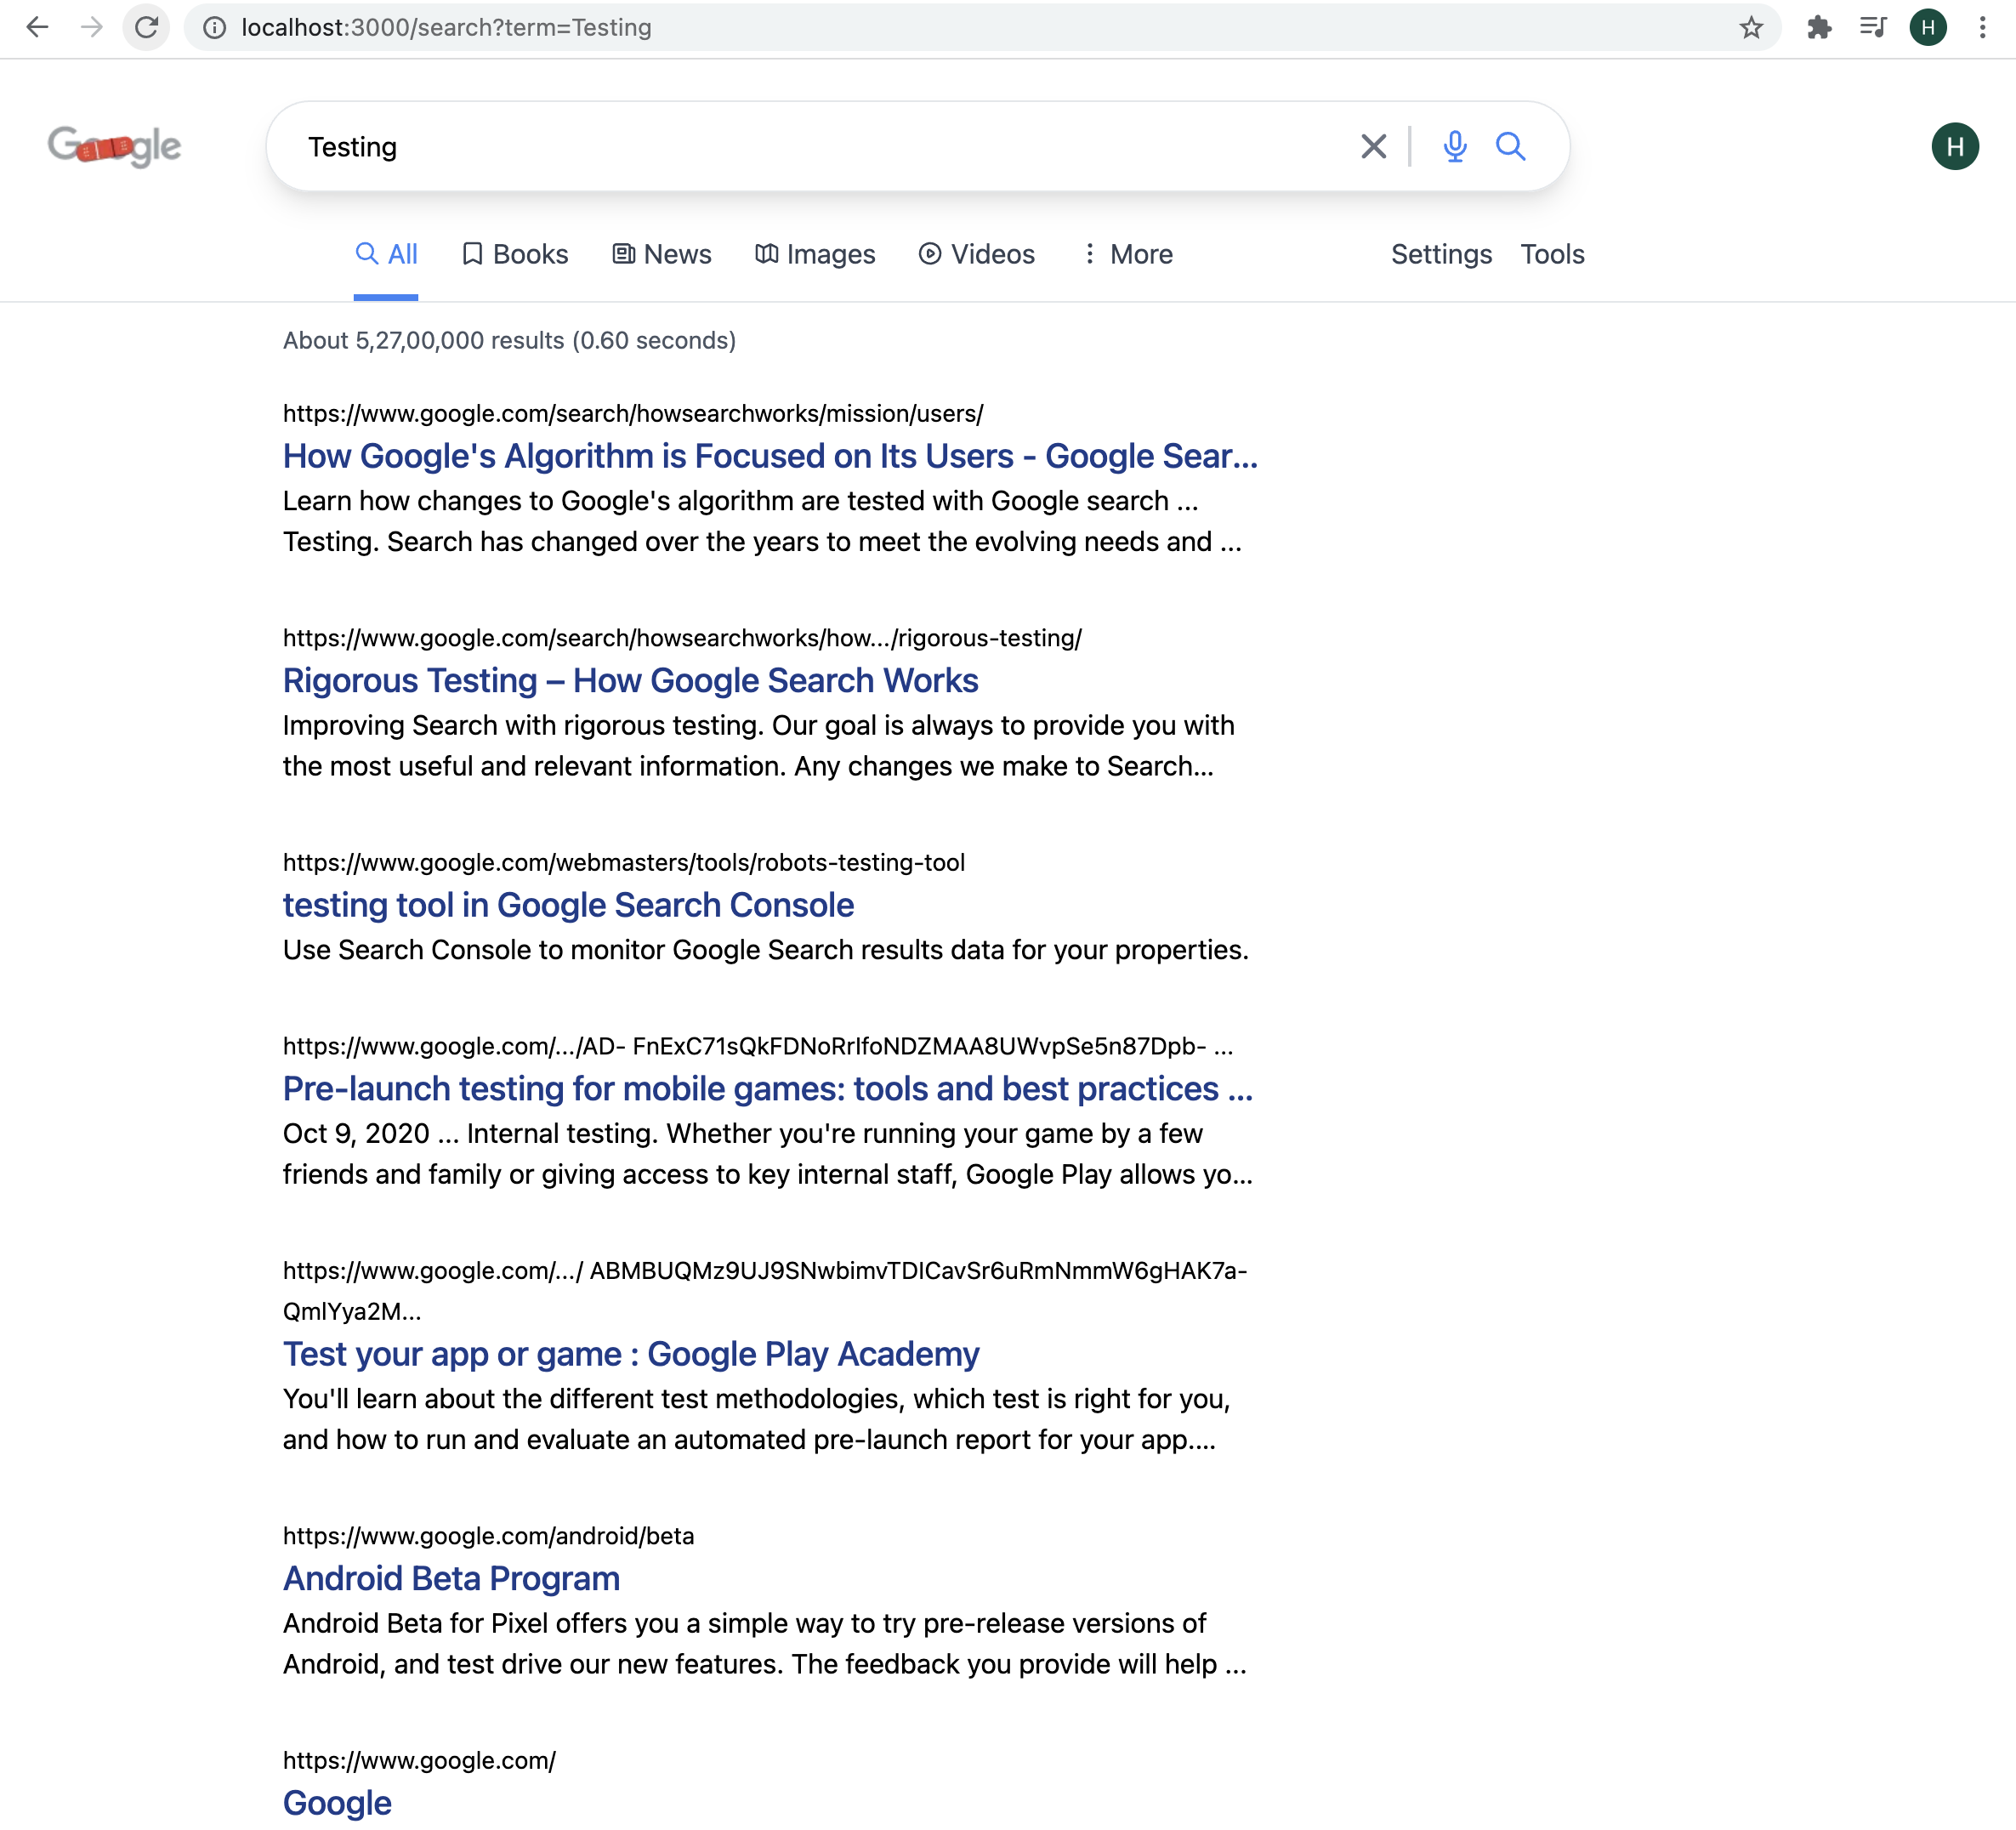 localhost:3000/search?term=Testing
H
Google
Testing
H
All Books News Images Videos More Settings Tools
About 5,27,00,000 results (0.60 seconds)
https://www.google.com/search/howsearchworks/mission/users/
How Google's Algorithm is Focused on Its Users - Google Sear...
Learn how changes to Google's algorithm are tested with Google search ...
Testing. Search has changed over the years to meet the evolving needs and ...
https://www.google.com/search/howsearchworks/how.../rigorous-testing/
Rigorous Testing – How Google Search Works
Improving Search with rigorous testing. Our goal is always to provide you with
the most useful and relevant information. Any changes we make to Search...
https://www.google.com/webmasters/tools/robots-testing-tool
testing tool in Google Search Console
Use Search Console to monitor Google Search results data for your properties.
https://www.google.com/.../AD- FnExC71sQkFDNoRrIfoNDZMAA8UWvpSe5n87Dpb- ...
Pre-launch testing for mobile games: tools and best practices ...
Oct 9, 2020 ... Internal testing. Whether you're running your game by a few
friends and family or giving access to key internal staff, Google Play allows yo...
https://www.google.com/.../ ABMBUQMz9UJ9SNwbimvTDICavSr6uRmNmmW6gHAK7a-
QmlYya2M...
Test your app or game : Google Play Academy
You'll learn about the different test methodologies, which test is right for you,
and how to run and evaluate an automated pre-launch report for your app....
https://www.google.com/android/beta
Android Beta Program
Android Beta for Pixel offers you a simple way to try pre-release versions of
Android, and test drive our new features. The feedback you provide will help ...
https://www.google.com/
Google